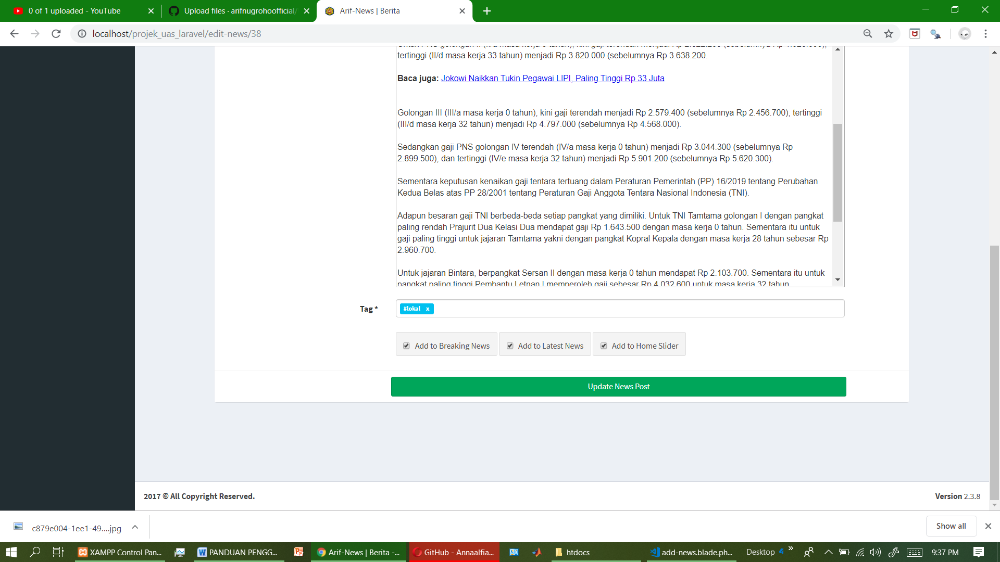 0 of 1 uploaded - YouTube
Upload files · arifnugrohoofficial/
Arif-News | Berita
localhost/projek_uas_laravel/edit-news/38
tertinggi (II/d masa kerja 33 tahun) menjadi Rp 3.820.000 (sebelumnya Rp 3.638.200.
Baca juga: Jokowi Naikkan Tukin Pegawai LIPI, Paling Tinggi Rp 33 Juta
Golongan III (III/a masa kerja 0 tahun), kini gaji terendah menjadi Rp 2.579.400 (sebelumnya Rp 2.456.700), tertinggi
(III/d masa kerja 32 tahun) menjadi Rp 4.797.000 (sebelumnya Rp 4.568.000).
Sedangkan gaji PNS golongan IV terendah (IV/a masa kerja 0 tahun) menjadi Rp 3.044.300 (sebelumnya Rp
2.899.500), dan tertinggi (IV/e masa kerja 32 tahun) menjadi Rp 5.901.200 (sebelumnya Rp 5.620.300).
Sementara keputusan kenaikan gaji tentara tertuang dalam Peraturan Pemerintah (PP) 16/2019 tentang Perubahan
Kedua Belas atas PP 28/2001 tentang Peraturan Gaji Anggota Tentara Nasional Indonesia (TNI).
Adapun besaran gaji TNI berbeda-beda setiap pangkat yang dimiliki. Untuk TNI Tamtama golongan I dengan pangkat
paling rendah Prajurit Dua Kelasi Dua mendapat gaji Rp 1.643.500 dengan masa kerja 0 tahun. Sementara itu untuk
gaji paling tinggi untuk jajaran Tamtama yakni dengan pangkat Kopral Kepala dengan masa kerja 28 tahun sebesar Rp
2.960.700.
Untuk jajaran Bintara, berpangkat Sersan II dengan masa kerja 0 tahun mendapat Rp 2.103.700. Sementara itu untuk
pangkat paling tinggi Pembantu Letnan I memperoleh gaji sebesar Rp 4.032.600 untuk masa kerja 32 tahun
Tag *
#lokal x
Add to Breaking News
Add to Latest News
Add to Home Slider
Update News Post
2017 © All Copyright Reserved.
Version 2.3.8
c879e004-1ee1-49....jpg
Show all
XAMPP Control Pan...
PANDUAN PENGG...
Arif-News | Berita -...
GitHub - Annaalfia...
htdocs
add-news.blade.ph...
Desktop
9:37 PM